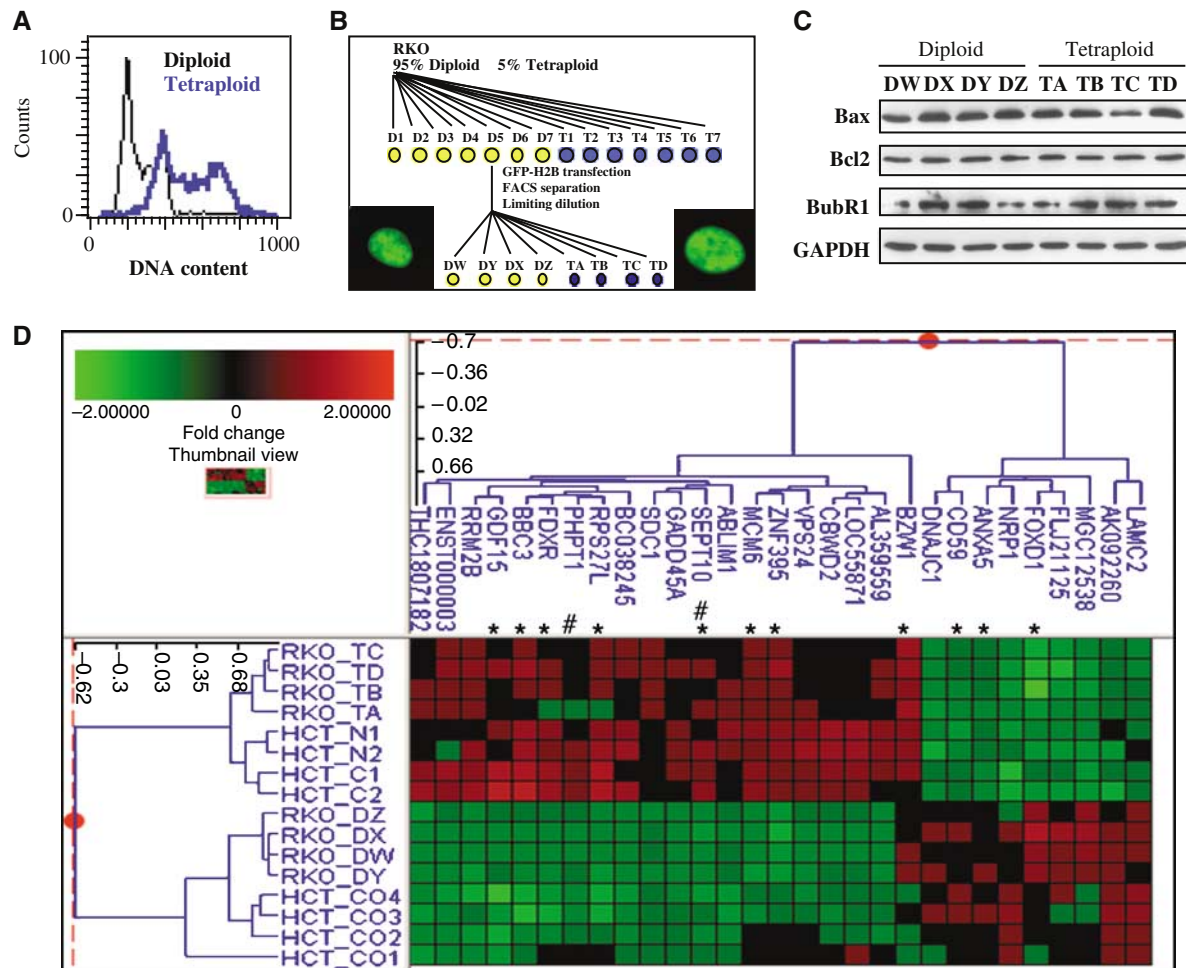 A
100
Counts
0
Diploid
Tetraploid
0
1000
DNA content
B
RKO
95% Diploid 5% Tetraploid
D1 D2 D3 D4 D5 D6 D7 T1 T2 T3 T4 T5 T6 T7
GFP-H2B transfection
FACS separation
Limiting dilution
DW DY DX DZ TA TB TC TD
C
Diploid Tetraploid
DW DX DY DZ TA TB TC TD
Bax
Bcl2
BubR1
GAPDH
D
−2.00000 0 2.00000
Fold change
Thumbnail view
−0.7
−0.36
−0.02
0.32
0.66
THC1807182
ENST000003
RRM2B
GDF15
BBC3
FDXR
PHPT1
RPS27L
BC038245
SDC1
GADD45A
SEPT10
ABLIM1
MCM6
ZNF395
VPS24
CBWD2
LOC55871
AL359559
BZW1
DNAJC1
CD59
ANXA5
NRP1
FOXD1
FLJ21125
MGC12538
AK092260
LAMC2
#
* * * # * * * * * * * *
−0.62
−0.3
0.03
0.35
0.68
RKO_TC
RKO_TD
RKO_TB
RKO_TA
HCT_N1
HCT_N2
HCT_C1
HCT_C2
RKO_DZ
RKO_DX
RKO_DW
RKO_DY
HCT_CO4
HCT_CO3
HCT_CO2
HCT_CO1